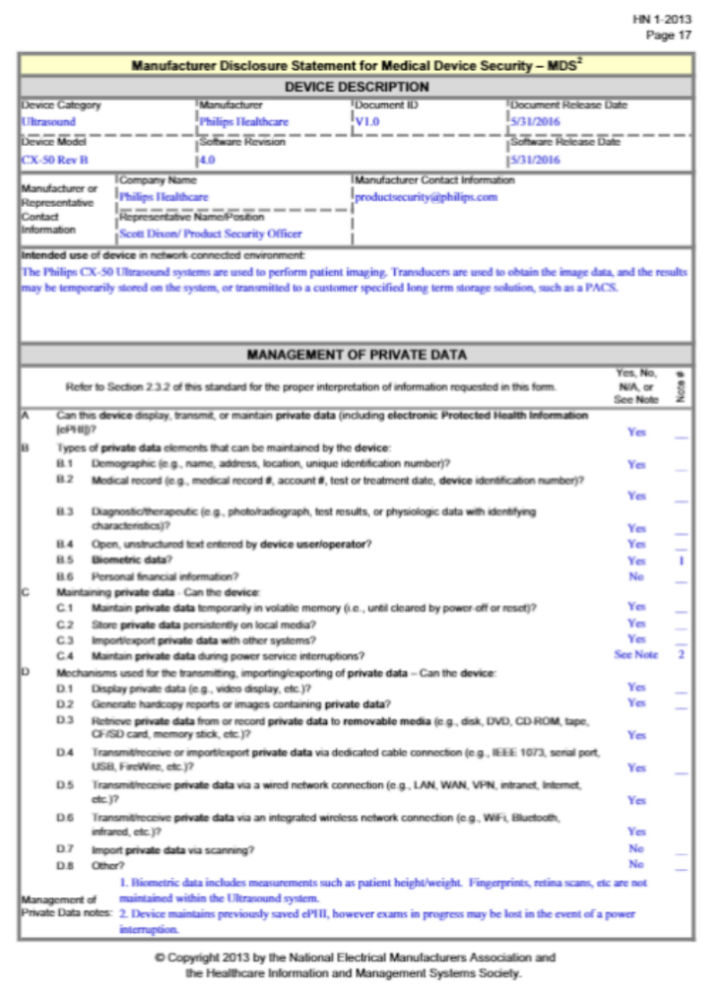 HN 1-2013
Page 17
Manufacturer Disclosure Statement for Medical Device Security – MDS²
DEVICE DESCRIPTION
Device Category Manufacturer Document ID Document Release Date
Ultrasound Philips Healthcare V1.0 5/31/2016
Device Model Software Revision Software Release Date
CX-50 Rev B 4.0 5/31/2016
Manufacturer or Representative Contact Information
Company Name Manufacturer Contact Information
Philips Healthcare productsecurity@philips.com
Representative Name/Position
Scott Dixon/ Product Security Officer
Intended use of device in network-connected environment:
The Philips CX-50 Ultrasound systems are used to perform patient imaging. Transducers are used to obtain the image data, and the results
may be temporarily stored on the system, or transmitted to a customer specified long term storage solution, such as a PACS.
MANAGEMENT OF PRIVATE DATA
Refer to Section 2.3.2 of this standard for the proper interpretation of information requested in this form. Yes, No, N/A, or See Note Note #
A Can this device display, transmit, or maintain private data (including electronic Protected Health Information
[ePHI])? Yes __
B Types of private data elements that can be maintained by the device:
B.1 Demographic (e.g., name, address, location, unique identification number)? Yes __
B.2 Medical record (e.g., medical record #, account #, test or treatment date, device identification number)?
Yes __
B.3 Diagnostic/therapeutic (e.g., photo/radiograph, test results, or physiologic data with identifying
characteristics)? Yes __
B.4 Open, unstructured text entered by device user/operator? Yes __
B.5 Biometric data? Yes 1
B.6 Personal financial information? No __
C Maintaining private data - Can the device:
C.1 Maintain private data temporarily in volatile memory (i.e., until cleared by power-off or reset)? Yes __
C.2 Store private data persistently on local media? Yes __
C.3 Import/export private data with other systems? Yes __
C.4 Maintain private data during power service interruptions? See Note 2
D Mechanisms used for the transmitting, importing/exporting of private data – Can the device:
D.1 Display private data (e.g., video display, etc.)? Yes __
D.2 Generate hardcopy reports or images containing private data? Yes __
D.3 Retrieve private data from or record private data to removable media (e.g., disk, DVD, CD-ROM, tape,
CF/SD card, memory stick, etc.)? Yes
D.4 Transmit/receive or import/export private data via dedicated cable connection (e.g., IEEE 1073, serial port,
USB, FireWire, etc.)? Yes __
D.5 Transmit/receive private data via a wired network connection (e.g., LAN, WAN, VPN, intranet, Internet,
etc.)? Yes
D.6 Transmit/receive private data via an integrated wireless network connection (e.g., WiFi, Bluetooth,
infrared, etc.)? Yes
D.7 Import private data via scanning? No __
D.8 Other? No __
Management of Private Data notes:
1. Biometric data includes measurements such as patient height/weight. Fingerprints, retina scans, etc are not
maintained within the Ultrasound system.
2. Device maintains previously saved ePHI, however exams in progress may be lost in the event of a power
interruption.
© Copyright 2013 by the National Electrical Manufacturers Association and
the Healthcare Information and Management Systems Society.